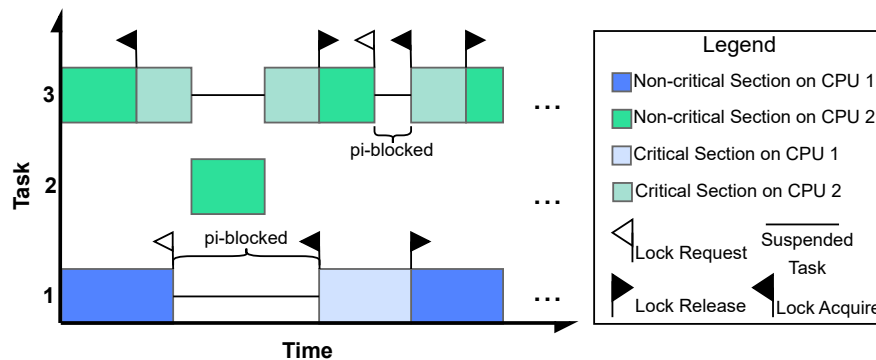 Legend
Non-critical Section on CPU 1
Non-critical Section on CPU 2
Critical Section on CPU 1
Critical Section on CPU 2
Lock Request
Suspended
Task
Lock Release
Lock Acquire
Task
3
2
1
...
...
...
pi-blocked
pi-blocked
Time